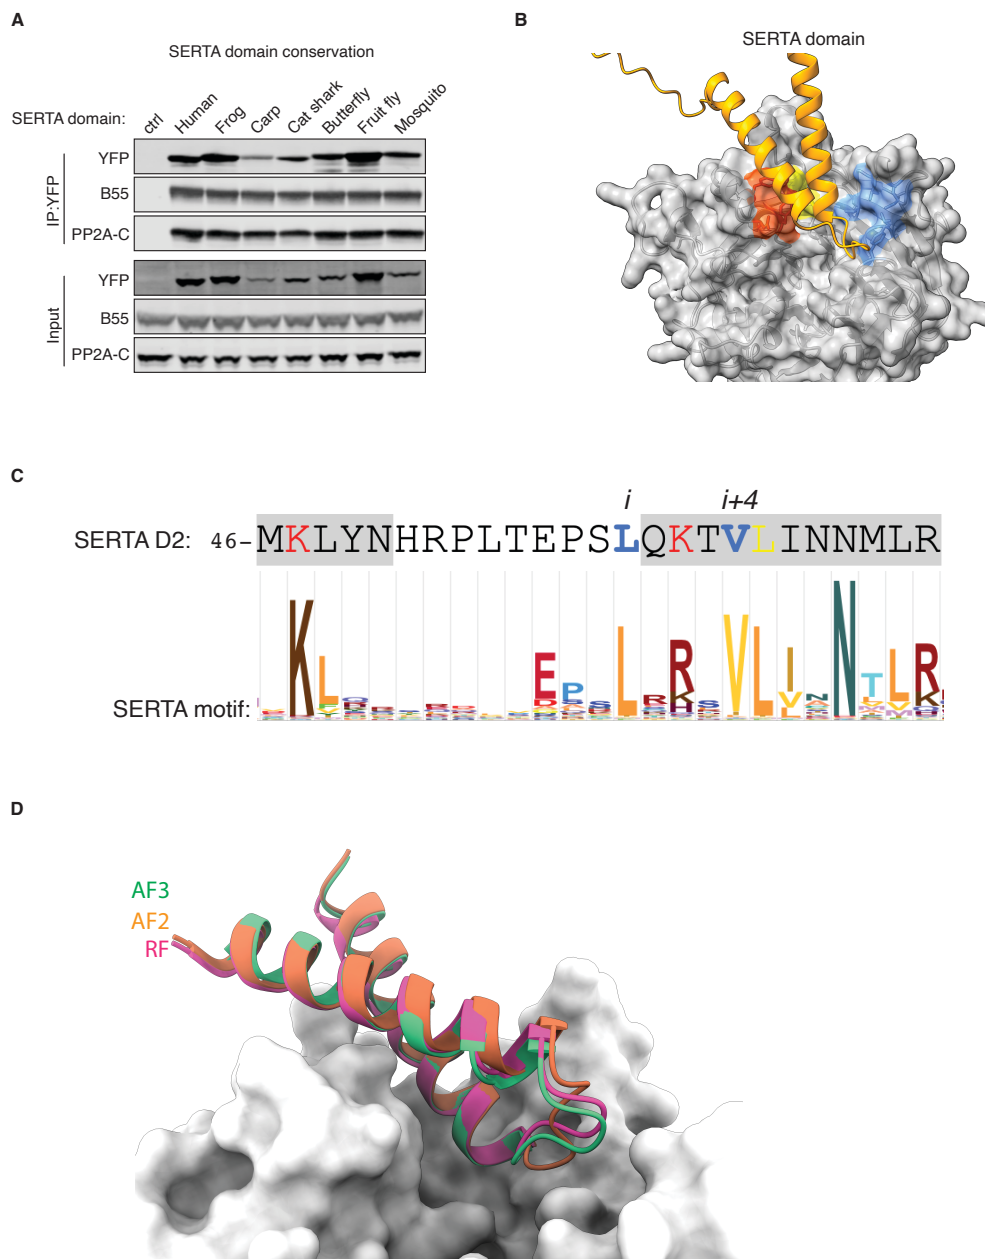 A
SERTA domain conservation
SERTA domain:
ctrl
Human
Frog
Carp
Cat shark
Butterfly
Fruit fly
Mosquito
IP:YFP
YFP
B55
PP2A-C
Input
YFP
B55
PP2A-C
B
SERTA domain
C
i
i+4
SERTA D2: 46-MKLYNHRPLTEPSLQKTVLINNMLR
SERTA motif:
D
AF3
AF2
RF